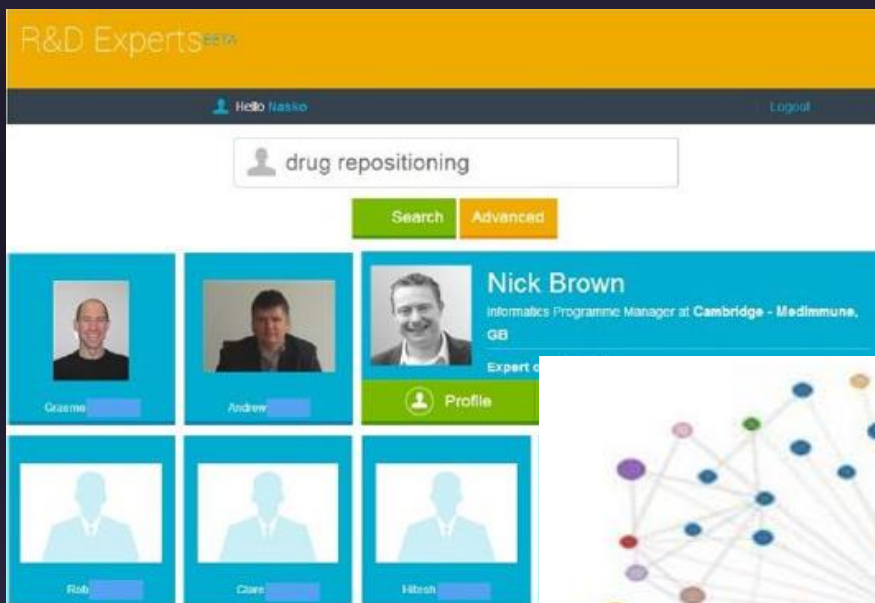 R&D Experts BETA
Hello Nasko
Logout
drug repositioning
Search
Advanced
Nick Brown
Informatics Programme Manager at Cambridge - MedImmune,
GB
Expert o
Graeme
Andrew
Profile
Rob
Clare
Hitesh